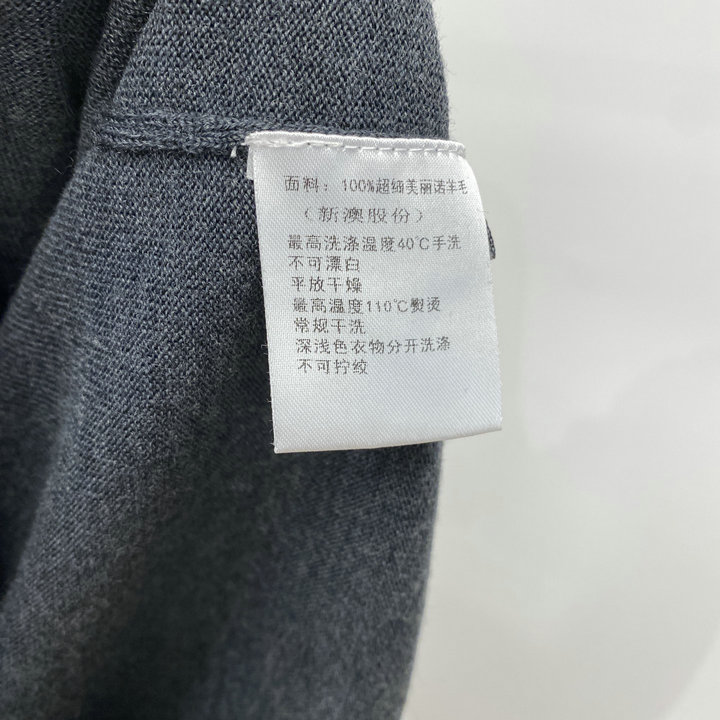 面料：100%超细美丽诺羊毛
（新澳股份）
最高洗涤温度40℃手洗
不可漂白
平放干燥
最高温度110℃熨烫
常规干洗
深浅色衣物分开洗涤
不可拧绞